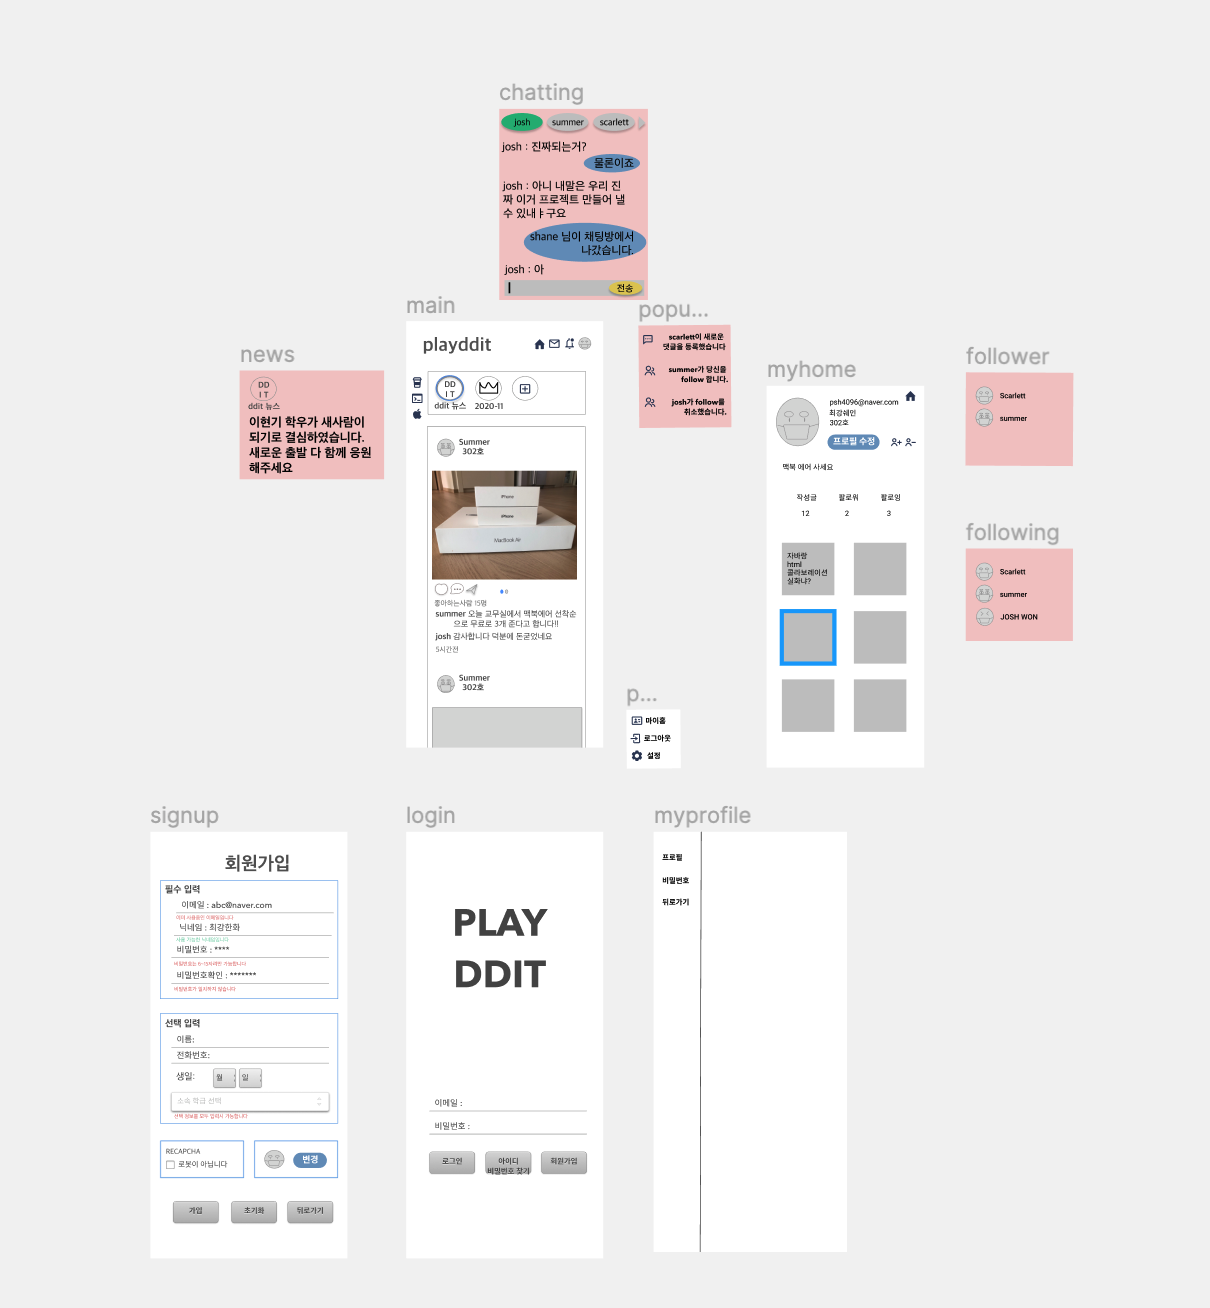 chatting
josh
summer
scarlett
josh : 진짜되는거?
물론이죠
josh : 아니 내말은 우리 진
짜 이거 프로젝트 만들어 낼
수 있내ㅑ구요
shane 님이 채팅방에서
나갔습니다.
josh : 아
전송
main
playddit
DD
I T
ddit 뉴스
2020-11
Summer
302호
iPhone
iPhone
MacBook Air
좋아하는사람 15명
summer 오늘 교무실에서 맥북에어 선착순
으로 무료로 3개 준다고 합니다!!
josh 감사합니다 덕분에 돈굳었네요
5시간전
Summer
302호
news
DD
I T
ddit 뉴스
이현기 학우가 새사람이
되기로 결심하였습니다.
새로운 출발 다 함께 응원
해주세요
popu...
scarlett이 새로운
댓글을 등록했습니다
summer가 당신을
follow 합니다.
josh가 follow를
취소했습니다.
myhome
psh4096@naver.com
최강쉐인
302호
프로필 수정
맥북 에어 사세요
작성글
팔로워
팔로잉
12
2
3
자바랑
html
콜라보레이션
실화냐?
follower
Scarlett
summer
following
Scarlett
summer
JOSH WON
p...
마이홈
로그아웃
설정
signup
회원가입
필수 입력
이메일 : abc@naver.com
이미 사용중인 이메일입니다
닉네임 : 최강한화
사용 가능한 닉네임입니다
비밀번호 : ****
비밀번호확인 : *******
비밀번호가 일치하지 않습니다
선택 입력
이름:
전화번호:
생일:
월
일
소속 학급 선택
선택 정보를 모두 입력시 가능합니다
RECAPCHA
로봇이 아닙니다
변경
가입
초기화
뒤로가기
login
PLAY
DDIT
이메일 :
비밀번호 :
로그인
아이디
비밀번호 찾기
회원가입
myprofile
프로필
비밀번호
뒤로가기